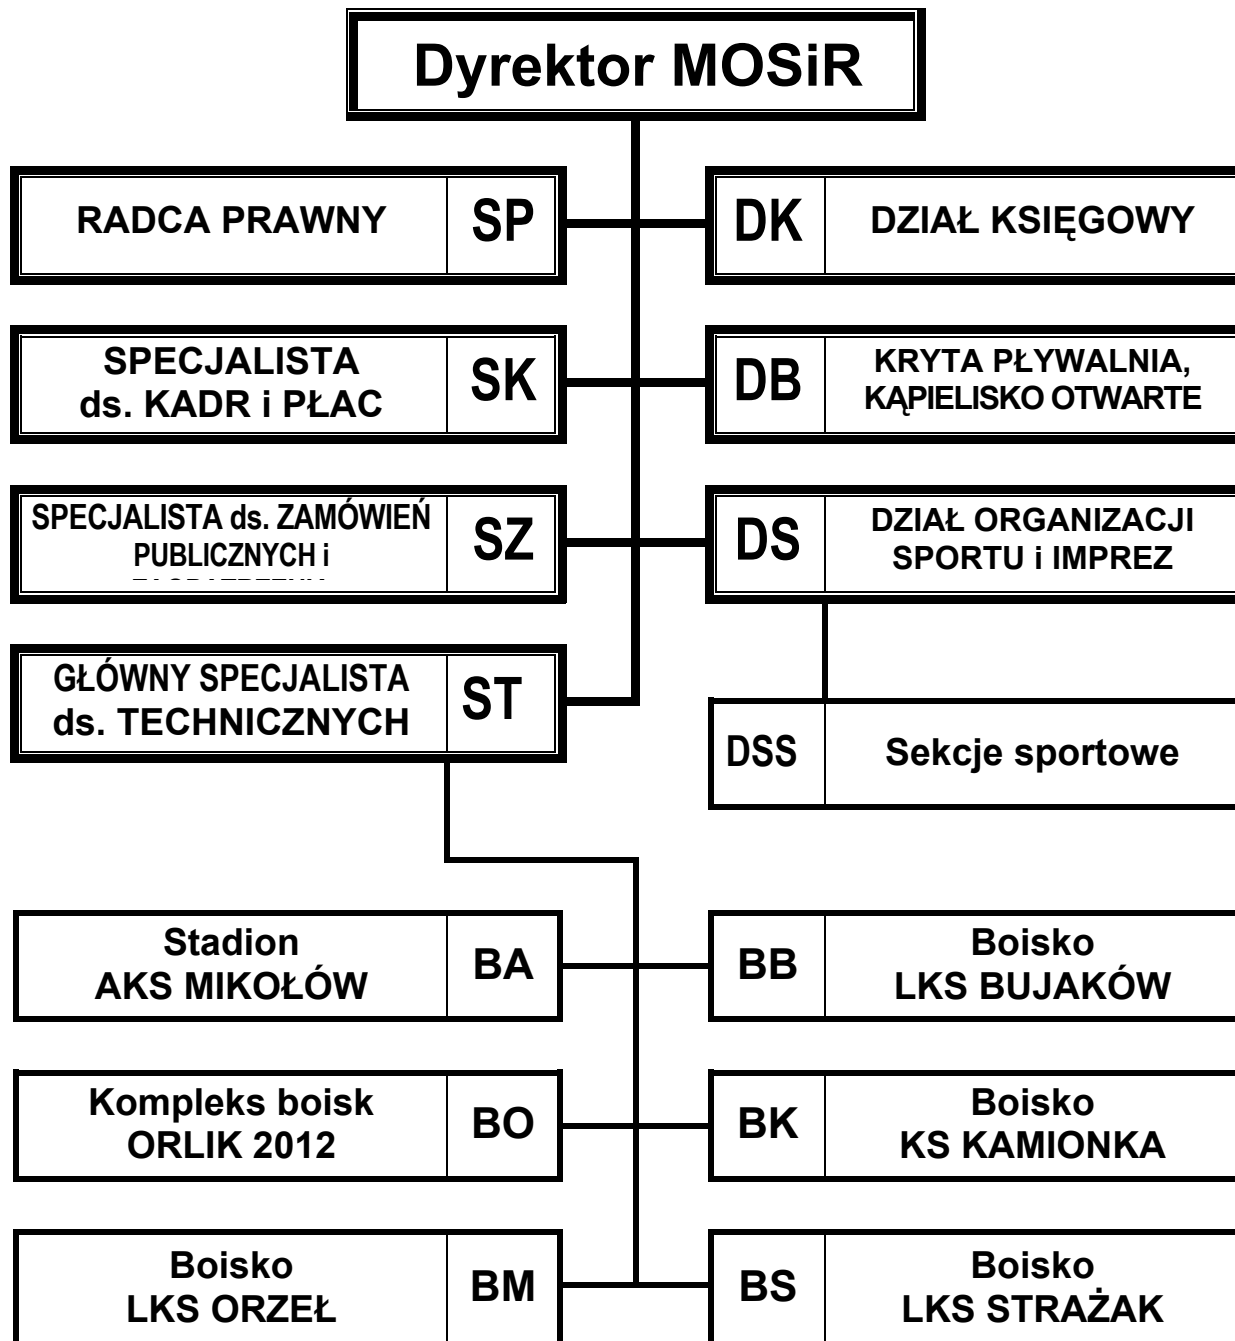 Dyrektor MOSiR
RADCA PRAWNY
SP
DK
DZIAŁ KSIĘGOWY
SPECJALISTA
ds. KADR i PŁAC
SK
DB
KRYTA PŁYWALNIA,
KĄPIELISKO OTWARTE
SPECJALISTA ds. ZAMÓWIEŃ
PUBLICZNYCH i
SZ
DS
DZIAŁ ORGANIZACJI
SPORTU i IMPREZ
GŁÓWNY SPECJALISTA
ds. TECHNICZNYCH
ST
DSS
Sekcje sportowe
Stadion
AKS MIKOŁÓW
BA
BB
Boisko
LKS BUJAKÓW
Kompleks boisk
ORLIK 2012
BO
BK
Boisko
KS KAMIONKA
Boisko
LKS ORZEŁ
BM
BS
Boisko
LKS STRAŻAK